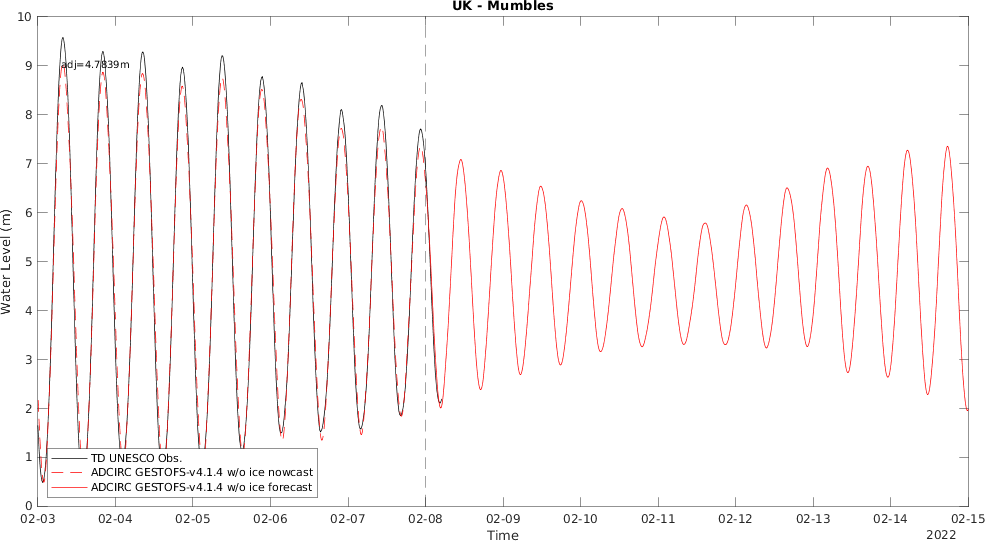 UK - Mumbles
10
9
8
7
6
5
4
3
2
1
0
Water Level (m)
adj=4.7839m
TD UNESCO Obs.
ADCIRC GESTOFS-v4.1.4 w/o ice nowcast
ADCIRC GESTOFS-v4.1.4 w/o ice forecast
02-03 02-04 02-05 02-06 02-07 02-08 02-09 02-10 02-11 02-12 02-13 02-14 02-15
Time
2022